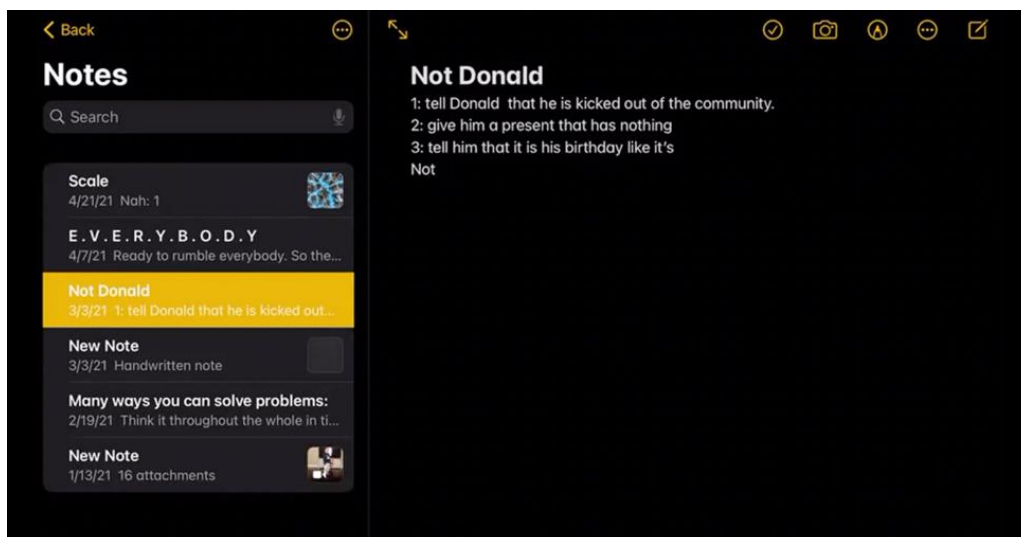 Back
Notes
Search
Scale
4/21/21 Nah: 1
E.V.E.R.Y.B.O.D.Y
4/7/21 Ready to rumble everybody. So the...
Not Donald
3/3/21 1: tell Donald that he is kicked out...
New Note
3/3/21 Handwritten note
Many ways you can solve problems:
2/19/21 Think it throughout the whole in ti...
New Note
1/13/21 16 attachments
Not Donald
1: tell Donald that he is kicked out of the community.
2: give him a present that has nothing
3: tell him that it is his birthday like it's
Not